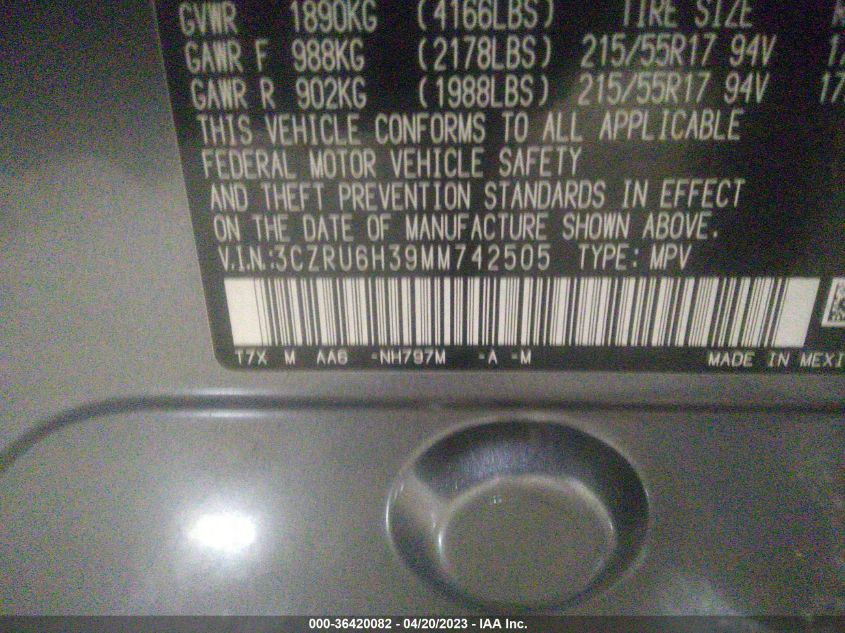 GVWR 1890KG (4166LBS) TIRE SIZE
GAWR F 988KG (2178LBS) 215/55R17 94V
GAWR R 902KG (1988LBS) 215/55R17 94V 17
THIS VEHICLE CONFORMS TO ALL APPLICABLE
FEDERAL MOTOR VEHICLE SAFETY
AND THEFT PREVENTION STANDARDS IN EFFECT
ON THE DATE OF MANUFACTURE SHOWN ABOVE.
V.I.N.:3CZRU6H39MM742505 TYPE: MPV
T7X M AA6 -NH797M -A -M MADE IN MEXI
000-36420082 - 04/20/2023 - IAA Inc.